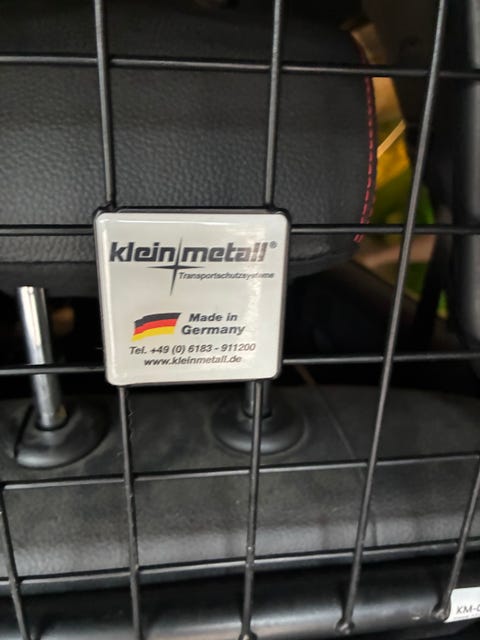 kleinmetall®
Transportschutzsysteme
Made in
Germany
Tel. +49 (0) 6183 - 911200
www.kleinmetall.de